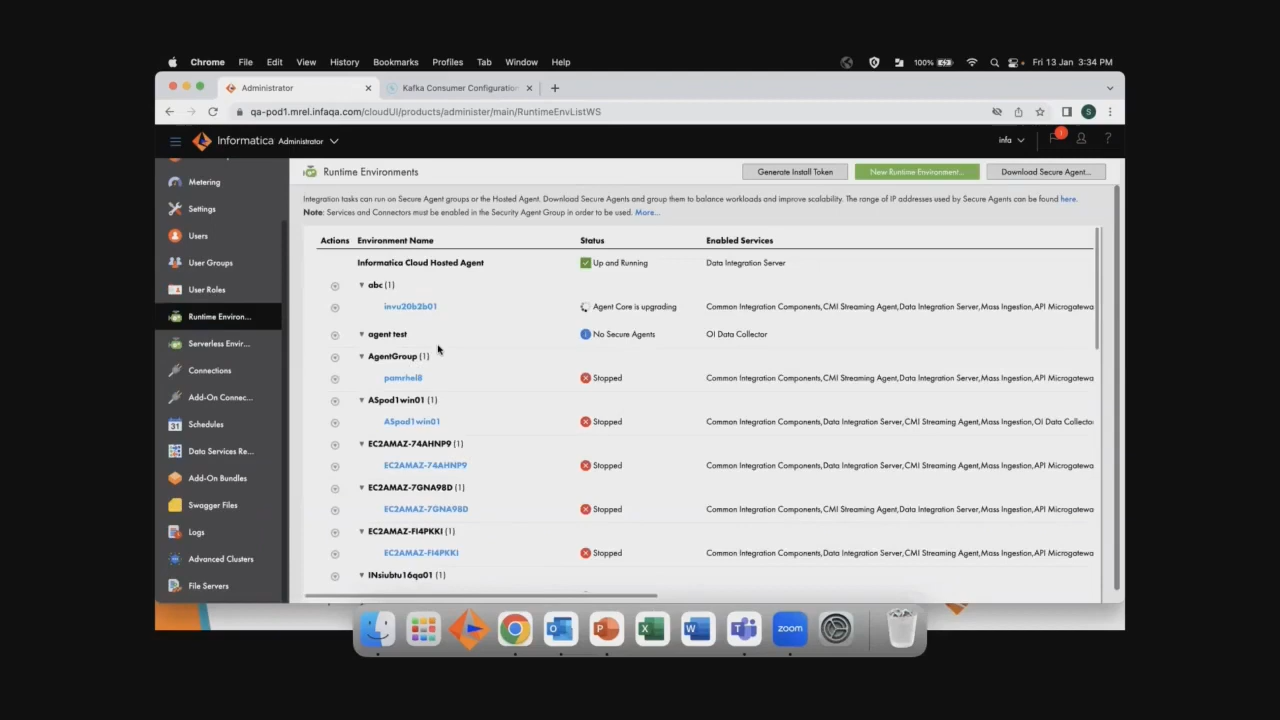 Chrome File Edit View History Bookmarks Profiles Tab Window Help 100% Fri 13 Jan 3:34 PM
Administrator Kafka Consumer Configuration
qa-pod1.mrel.infaqa.com/cloudUI/products/administer/main/RuntimeEnvListWS S
Informatica Administrator infa 1 ?
Metering
Settings
Users
User Groups
User Roles
Runtime Environ...
Serverless Envir...
Connections
Add-On Connec...
31 Schedules
Data Services Re...
Add-On Bundles
Swagger Files
Logs
Advanced Clusters
File Servers
Runtime Environments Generate Install Token New Runtime Environment... Download Secure Agent...
Integration tasks can run on Secure Agent groups or the Hosted Agent. Download Secure Agents and group them to balance workloads and improve scalability. The range of IP addresses used by Secure Agents can be found here.
Note: Services and Connectors must be enabled in the Security Agent Group in order to be used. More...
Actions Environment Name Status Enabled Services
Informatica Cloud Hosted Agent Up and Running Data Integration Server
abc (1)
invu20b2b01 Agent Core is upgrading Common Integration Components,CMI Streaming Agent,Data Integration Server,Mass Ingestion,API Microgatewa
agent test No Secure Agents OI Data Collector
AgentGroup (1)
pamrhel8 Stopped Common Integration Components,CMI Streaming Agent,Data Integration Server,Mass Ingestion,API Microgatewa
ASpod1win01 (1)
ASpod1win01 Stopped Common Integration Components,Data Integration Server,CMI Streaming Agent,Mass Ingestion,OI Data Collecto
EC2AMAZ-74AHNP9 (1)
EC2AMAZ-74AHNP9 Stopped Common Integration Components,Data Integration Server,CMI Streaming Agent,Mass Ingestion,API Microgatewa
EC2AMAZ-7GNA98D (1)
EC2AMAZ-7GNA98D Stopped Common Integration Components,Data Integration Server,CMI Streaming Agent,Mass Ingestion,API Microgatewa
EC2AMAZ-FI4PKKI (1)
EC2AMAZ-FI4PKKI Stopped Common Integration Components,Data Integration Server,CMI Streaming Agent,Mass Ingestion,API Microgatewa
INsiubtu16qa01 (1)
O P X W T zoom